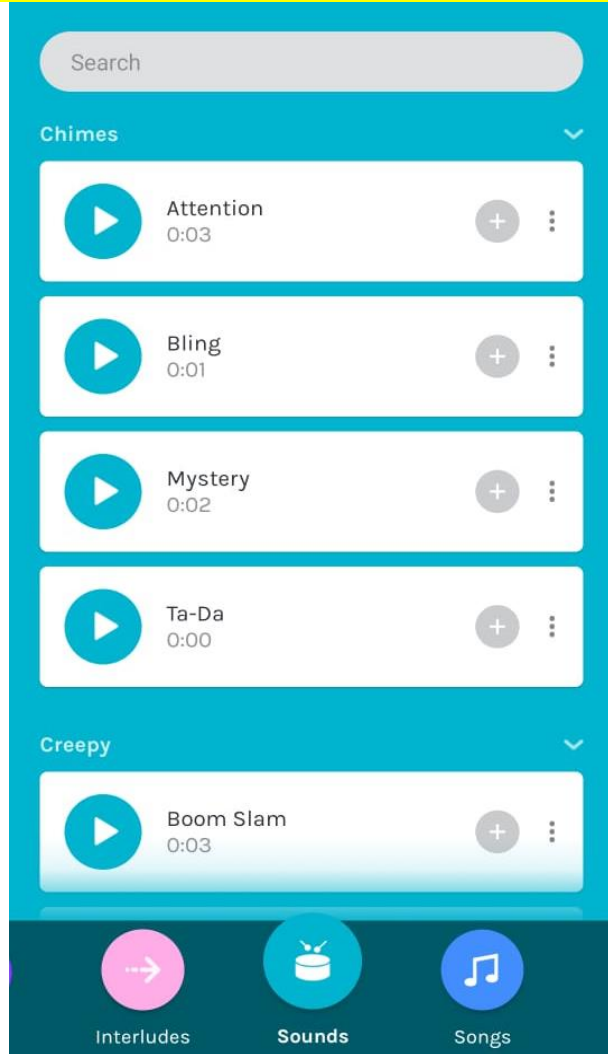 Search
Chimes
Attention
0:03
Bling
0:01
Mystery
0:02
Ta-Da
0:00
Creepy
Boom Slam
0:03
Interludes
Sounds
Songs